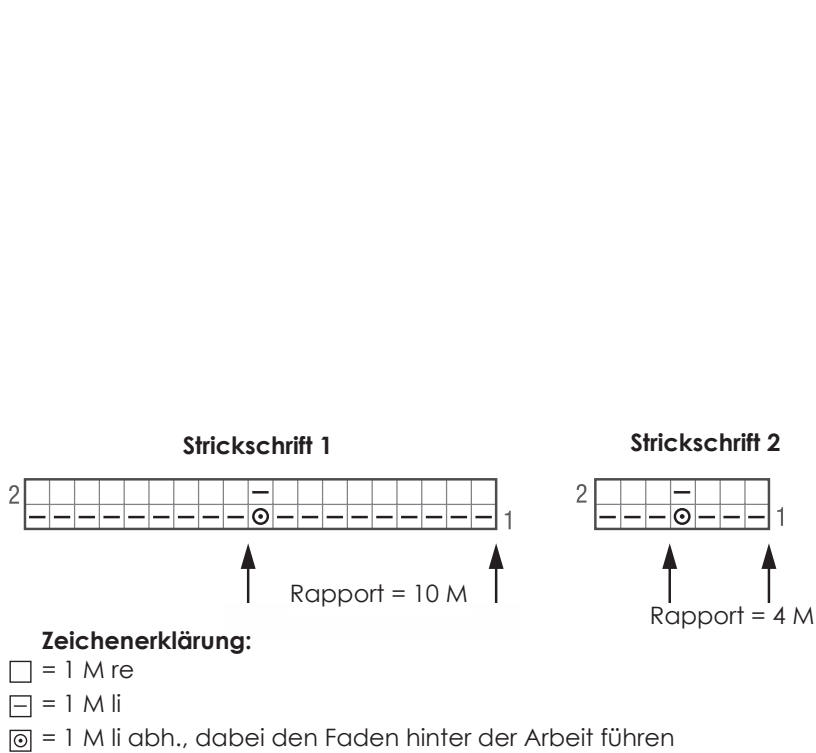 Strickschrift 1
2
1
Rapport = 10 M
Strickschrift 2
2
1
Rapport = 4 M
Zeichenerklärung:
= 1 M re
= 1 M li
= 1 M li abh., dabei den Faden hinter der Arbeit führen